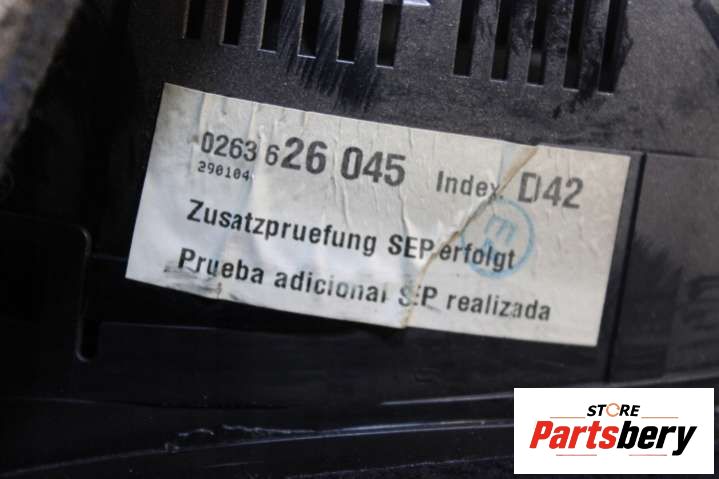 0263 626 045 Index D42
290104
Zusatzpruefung SEP erfolgt
Prueba adicional SEP realizada
STORE
Partsbery